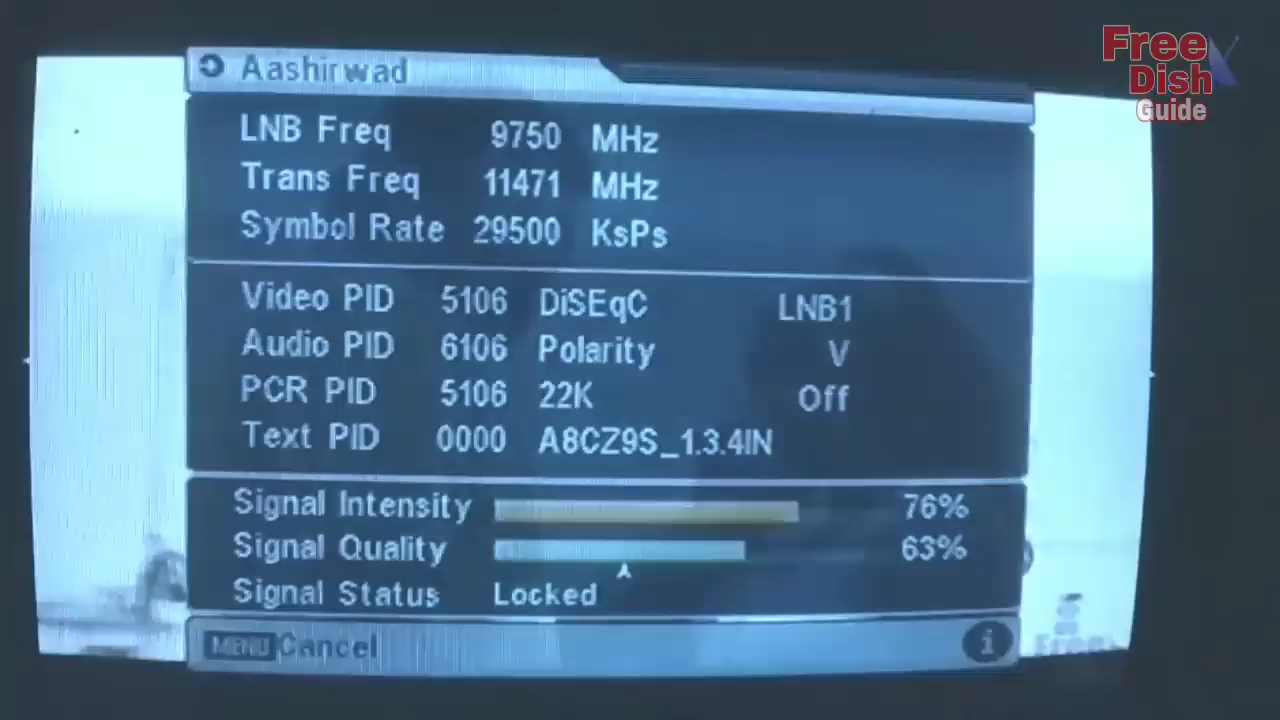 Free
Dish
Guide
Aashirwad
LNB Freq 9750 MHz
Trans Freq 11471 MHz
Symbol Rate 29500 KsPs
Video PID 5106 DiSEqC LNB1
Audio PID 6106 Polarity V
PCR PID 5106 22K Off
Text PID 0000 A8CZ9S_1.3.4IN
Signal Intensity 76%
Signal Quality 63%
Signal Status Locked
MENU Cancel i